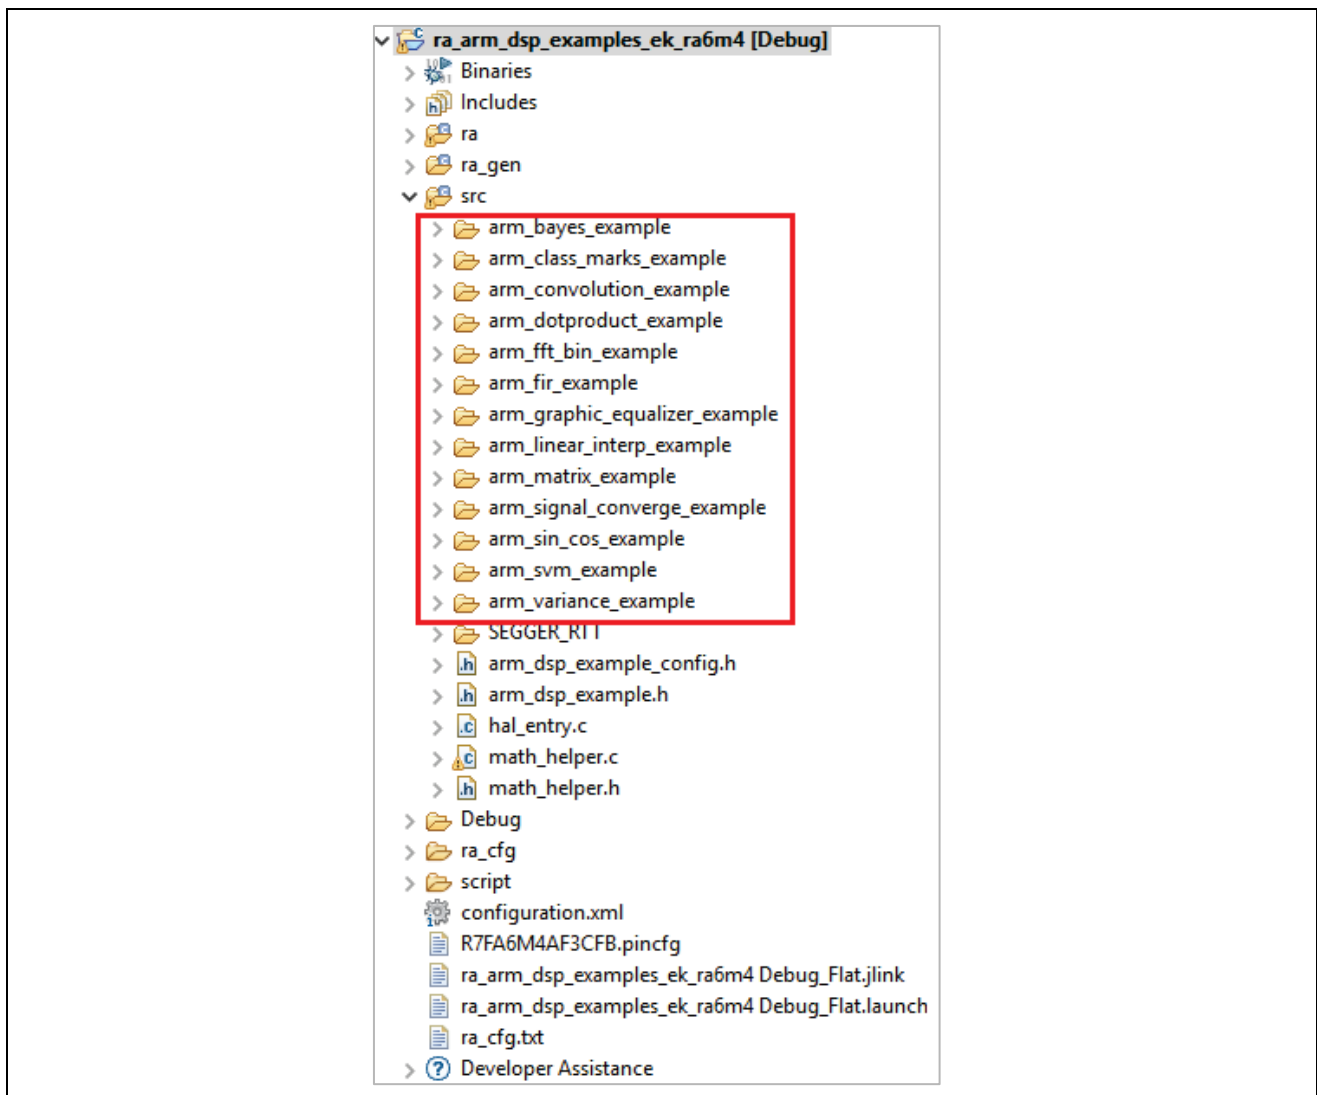 ra_arm_dsp_examples_ek_ra6m4 [Debug]
Binaries
Includes
ra
ra_gen
src
arm_bayes_example
arm_class_marks_example
arm_convolution_example
arm_dotproduct_example
arm_fft_bin_example
arm_fir_example
arm_graphic_equalizer_example
arm_linear_interp_example
arm_matrix_example
arm_signal_converge_example
arm_sin_cos_example
arm_svm_example
arm_variance_example
SEGGER_RTT
arm_dsp_example_config.h
arm_dsp_example.h
hal_entry.c
math_helper.c
math_helper.h
Debug
ra_cfg
script
configuration.xml
R7FA6M4AF3CFB.pincfg
ra_arm_dsp_examples_ek_ra6m4 Debug_Flat.jlink
ra_arm_dsp_examples_ek_ra6m4 Debug_Flat.launch
ra_cfg.txt
Developer Assistance